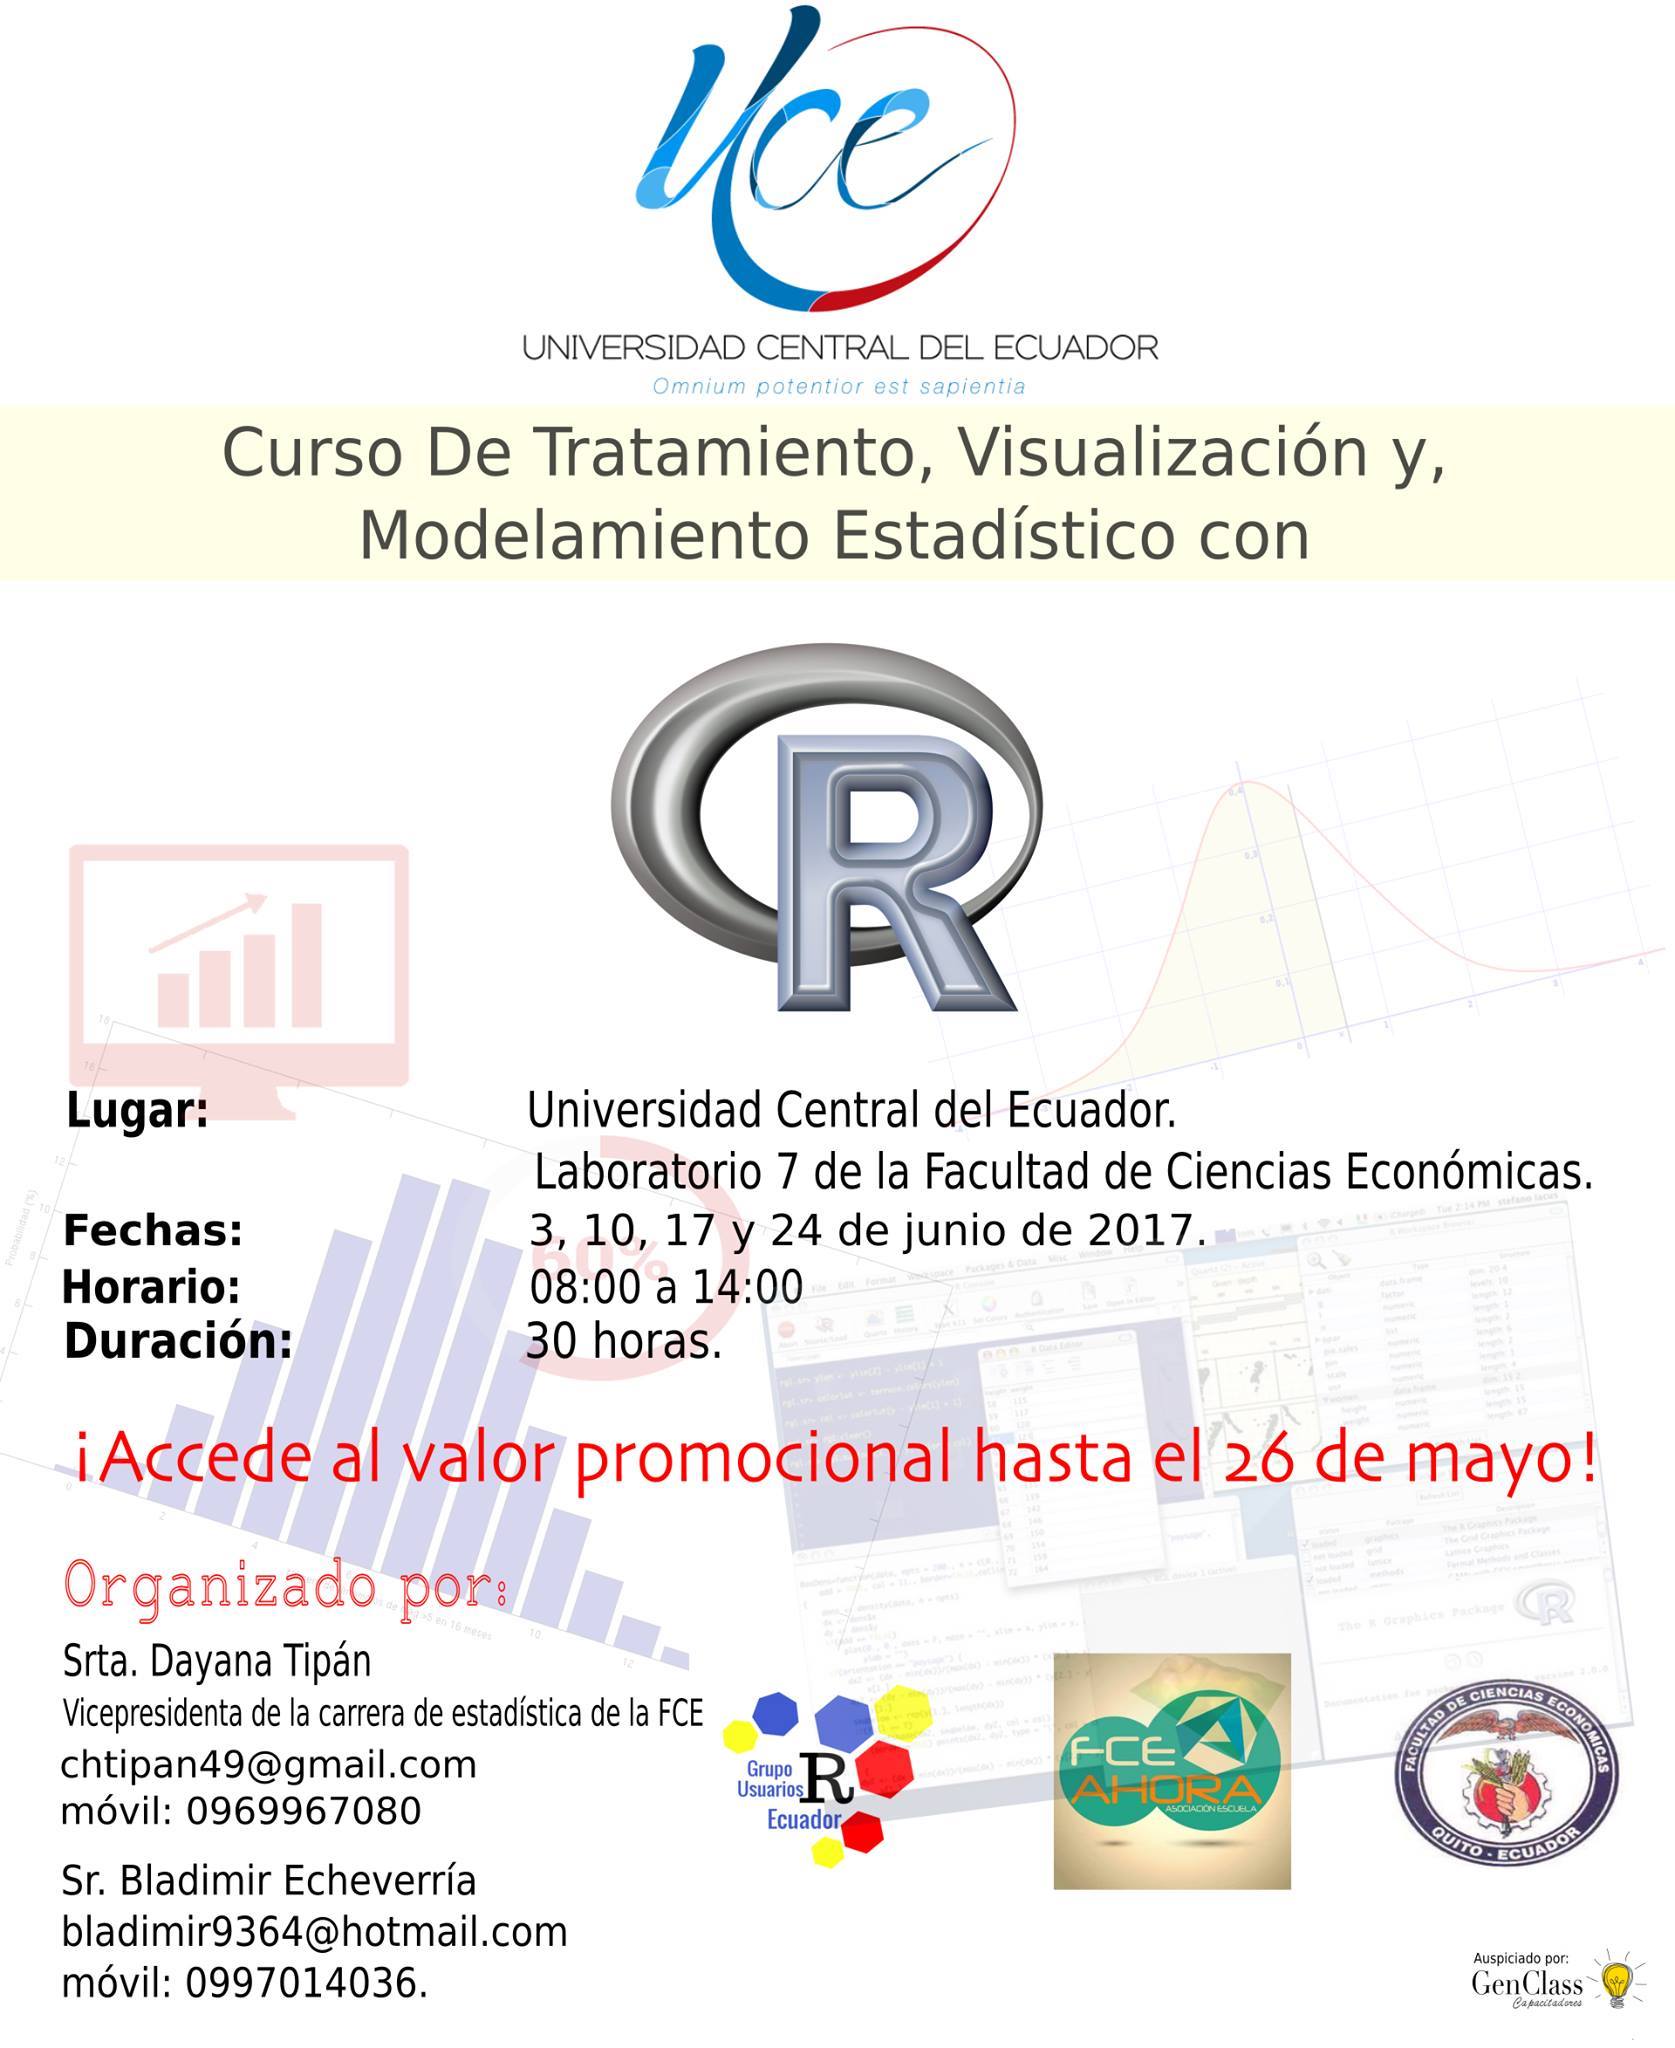 Uce
UNIVERSIDAD CENTRAL DEL ECUADOR
Omnium potentior est sapientia
Curso De Tratamiento, Visualización y,
Modelamiento Estadístico con
R
Lugar: Universidad Central del Ecuador.
Laboratorio 7 de la Facultad de Ciencias Económicas.
Fechas: 3, 10, 17 y 24 de junio de 2017.
60%
Horario: 08:00 a 14:00
Duración: 30 horas.
¡Accede al valor promocional hasta el 26 de mayo!
Organizado por:
Srta. Dayana Tipán
Vicepresidenta de la carrera de estadística de la FCE
chtipan49@gmail.com
móvil: 0969967080
Sr. Bladimir Echeverría
bladimir9364@hotmail.com
móvil: 0997014036.
Grupo
Usuarios R
Ecuador
FCE
AHORA
ASOCIACIÓN ESCUELA
FACULTAD DE CIENCIAS ECONOMICAS
QUITO - ECUADOR
Auspiciado por:
GenClass
Capacitadores